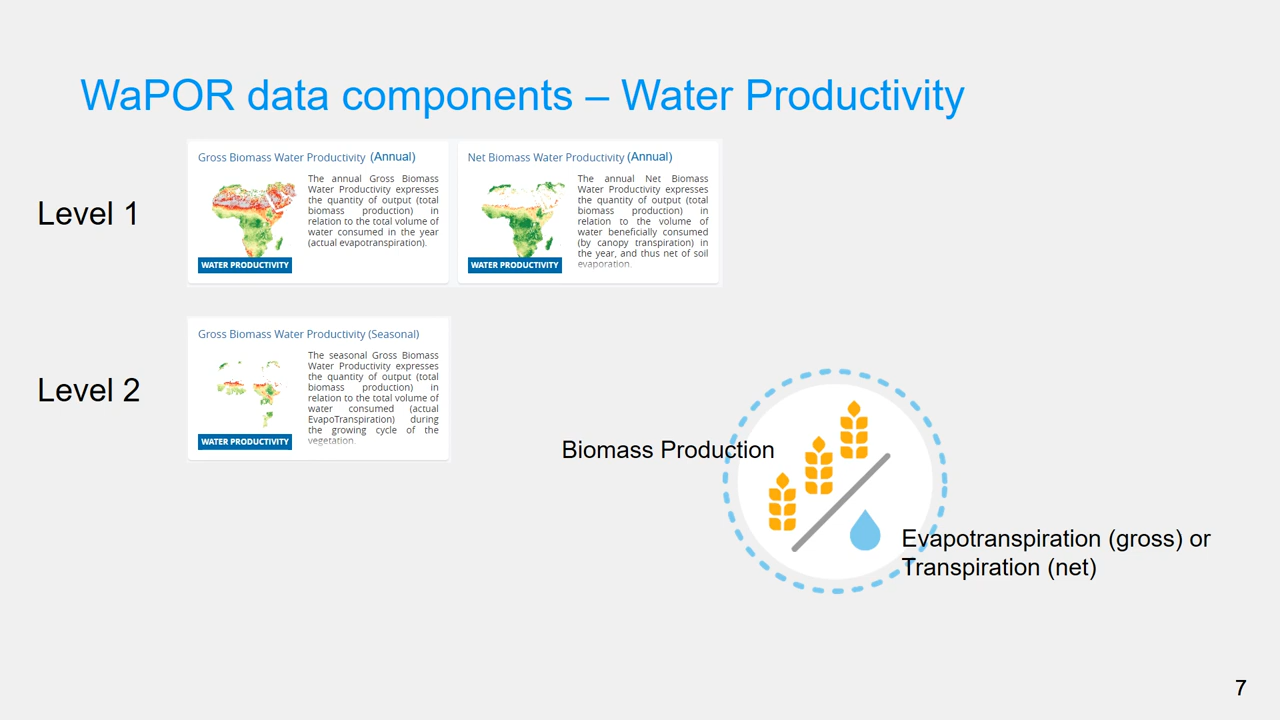 WaPOR data components – Water Productivity
Level 1
Gross Biomass Water Productivity (Annual)
The annual Gross Biomass
Water Productivity expresses
the quantity of output (total
biomass production) in
relation to the total volume of
water consumed in the year
(actual evapotranspiration).
WATER PRODUCTIVITY
Net Biomass Water Productivity (Annual)
The annual Net Biomass
Water Productivity expresses
the quantity of output (total
biomass production) in
relation to the volume of
water beneficially consumed
(by canopy transpiration) in
the year, and thus net of soil
evaporation.
WATER PRODUCTIVITY
Level 2
Gross Biomass Water Productivity (Seasonal)
The seasonal Gross Biomass
Water Productivity expresses
the quantity of output (total
biomass production) in
relation to the total volume of
water consumed (actual
EvapoTranspiration) during
the growing cycle of the
vegetation.
WATER PRODUCTIVITY
Biomass Production
Evapotranspiration (gross) or
Transpiration (net)
7